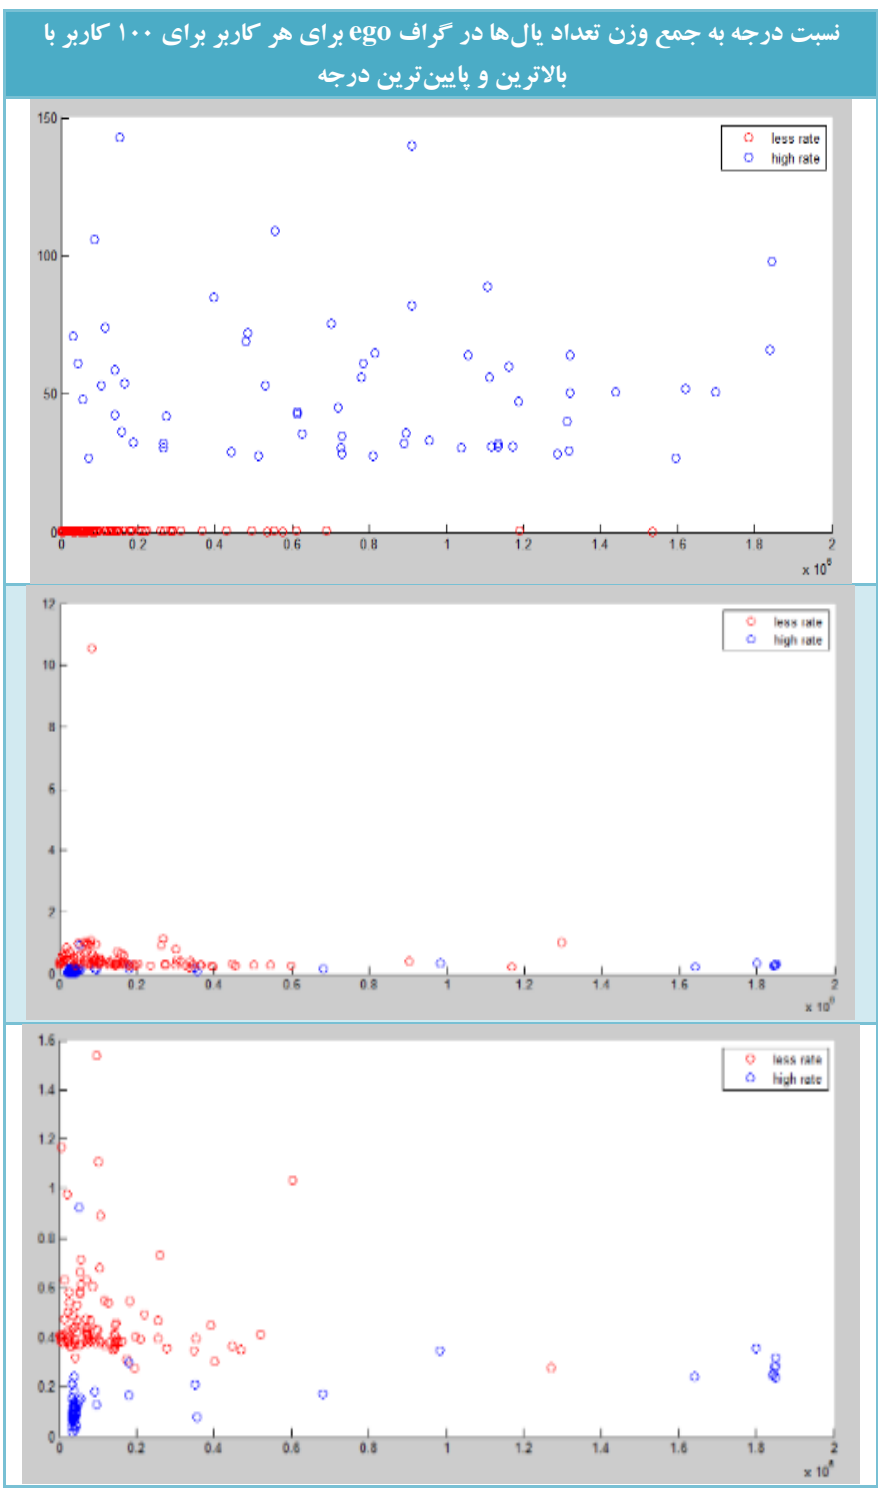 نسبت درجه به جمع وزن تعداد یال‌ها در گراف ego برای هر کاربر برای ۱۰۰ کاربر با
بالاترین و پایین‌ترین درجه
150
less rate
high rate
100
50
0
0 0.2 0.4 0.6 0.8 1 1.2 1.4 1.6 1.8 2
x 10
12
less rate
high rate
10
8
6
4
2
0
0 0.2 0.4 0.6 0.8 1 1.2 1.4 1.6 1.8 2
x 10
1.6
less rate
high rate
1.4
1.2
1
0.8
0.6
0.4
0.2
0
0 0.2 0.4 0.6 0.8 1 1.2 1.4 1.6 1.8 2
x 10